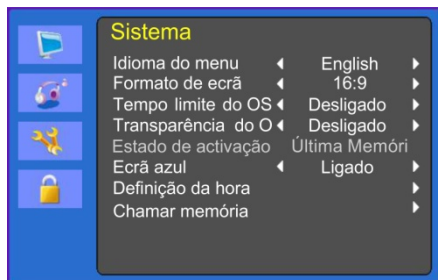 Sistema
Idioma do menu English
Formato de ecrã 16:9
Tempo limite do OS Desligado
Transparência do O Desligado
Estado de activação Última Memóri
Ecrã azul Ligado
Definição da hora
Chamar memória